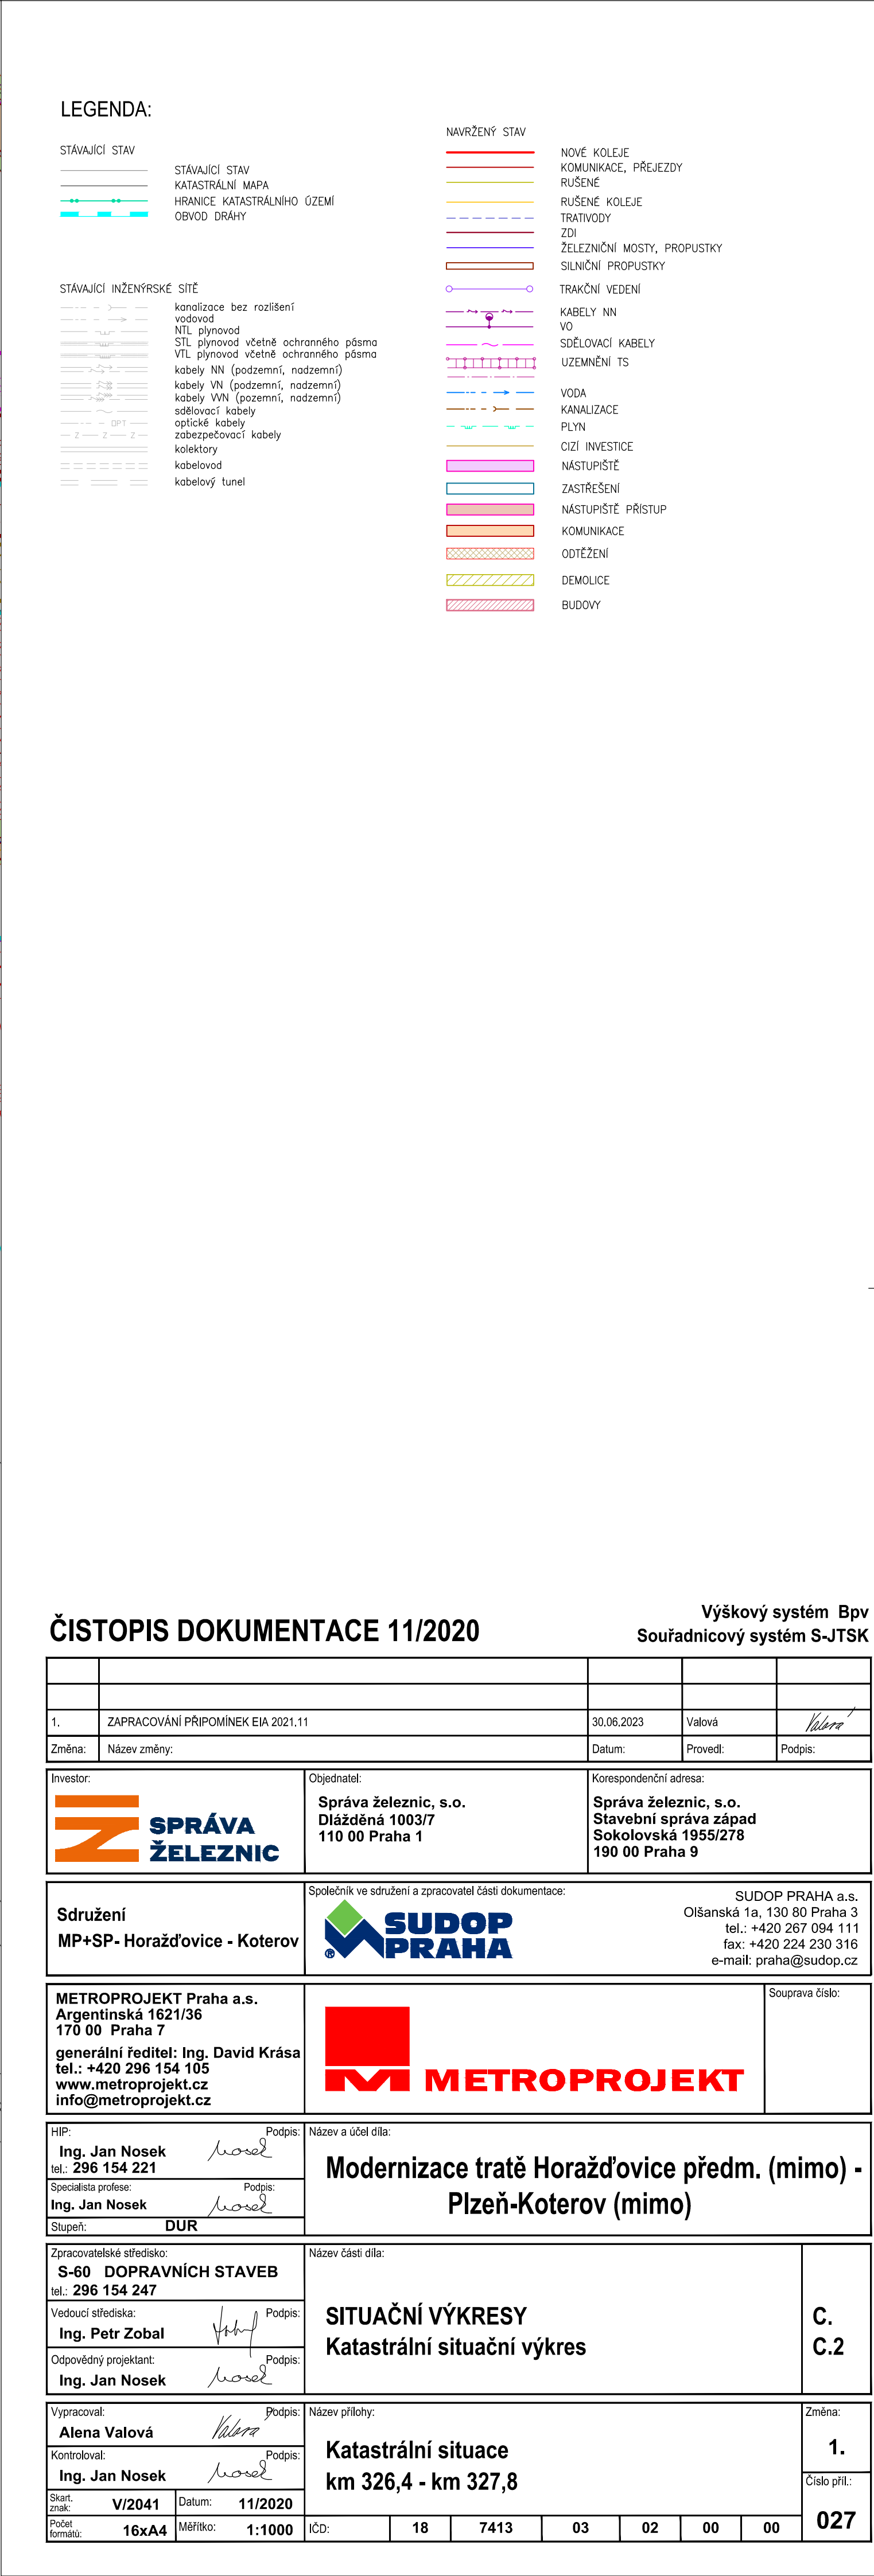 LEGENDA:
STÁVAJÍCÍ STAV
STÁVAJÍCÍ STAV
KATASTRÁLNÍ MAPA
HRANICE KATASTRÁLNÍHO ÚZEMÍ
OBVOD DRÁHY
STÁVAJÍCÍ INŽENÝRSKÉ SÍTĚ
kanalizace bez rozlišení
vodovod
NTL plynovod
STL plynovod včetně ochranného pásma
VTL plynovod včetně ochranného pásma
kabely NN (podzemní, nadzemní)
kabely VN (podzemní, nadzemní)
kabely VVN (pozemní, nadzemní)
sdělovací kabely
OPT optické kabely
Z Z Z zabezpečovací kabely
kolektory
kabelovod
kabelový tunel
NAVRŽENÝ STAV
NOVÉ KOLEJE
KOMUNIKACE, PŘEJEZDY
RUŠENÉ
RUŠENÉ KOLEJE
TRATIVODY
ZDI
ŽELEZNIČNÍ MOSTY, PROPUSTKY
SILNIČNÍ PROPUSTKY
TRAKČNÍ VEDENÍ
KABELY NN
VO
SDĚLOVACÍ KABELY
UZEMNĚNÍ TS
VODA
KANALIZACE
PLYN
CIZÍ INVESTICE
NÁSTUPIŠTĚ
ZASTŘEŠENÍ
NÁSTUPIŠTĚ PŘÍSTUP
KOMUNIKACE
ODTĚŽENÍ
DEMOLICE
BUDOVY
ČISTOPIS DOKUMENTACE 11/2020
Výškový systém Bpv
Souřadnicový systém S-JTSK
1. ZAPRACOVÁNÍ PŘIPOMÍNEK EIA 2021.11 30.06.2023 Valová Valová
Změna: Název změny: Datum: Provedl: Podpis:
Investor:
SPRÁVA
ŽELEZNIC
Objednatel:
Správa železnic, s.o.
Dlážděná 1003/7
110 00 Praha 1
Korespondenční adresa:
Správa železnic, s.o.
Stavební správa západ
Sokolovská 1955/278
190 00 Praha 9
Sdružení
MP+SP- Horažďovice - Koterov
Společník ve sdružení a zpracovatel části dokumentace:
SUDOP
PRAHA
®
SUDOP PRAHA a.s.
Olšanská 1a, 130 80 Praha 3
tel.: +420 267 094 111
fax: +420 224 230 316
e-mail: praha@sudop.cz
METROPROJEKT Praha a.s.
Argentinská 1621/36
170 00 Praha 7
generální ředitel: Ing. David Krása
tel.: +420 296 154 105
www.metroprojekt.cz
info@metroprojekt.cz
METROPROJEKT
Souprava číslo:
HIP: Podpis:
Ing. Jan Nosek Nosek
tel.: 296 154 221
Specialista profese: Podpis:
Ing. Jan Nosek Nosek
Stupeň: DUR
Název a účel díla:
Modernizace tratě Horažďovice předm. (mimo) -
Plzeň-Koterov (mimo)
Zpracovatelské středisko:
S-60 DOPRAVNÍCH STAVEB
tel.: 296 154 247
Vedoucí střediska: Podpis:
Ing. Petr Zobal
Odpovědný projektant: Podpis:
Ing. Jan Nosek Nosek
Název části díla:
SITUAČNÍ VÝKRESY
Katastrální situační výkres
C.
C.2
Vypracoval: Podpis:
Alena Valová Valová
Kontroloval: Podpis:
Ing. Jan Nosek Nosek
Skart. znak: V/2041 Datum: 11/2020
Počet formátů: 16xA4 Měřítko: 1:1000
Název přílohy:
Katastrální situace
km 326,4 - km 327,8
Změna:
1.
Číslo příl.:
027
IČD: 18 7413 03 02 00 00